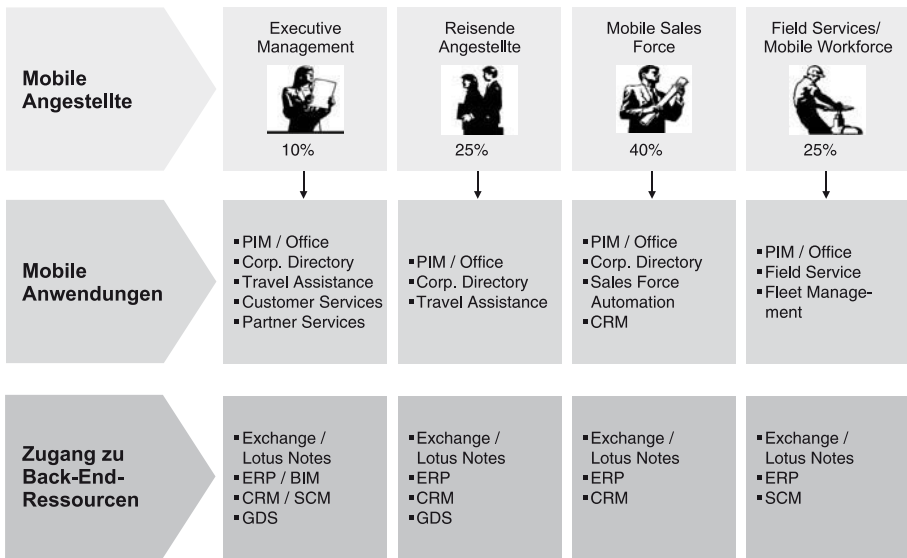 Mobile
Angestellte
Executive
Management
10%
Reisende
Angestellte
25%
Mobile Sales
Force
40%
Field Services/
Mobile Workforce
25%
Mobile
Anwendungen
▪ PIM / Office
▪ Corp. Directory
▪ Travel Assistance
▪ Customer Services
▪ Partner Services
▪ PIM / Office
▪ Corp. Directory
▪ Travel Assistance
▪ PIM / Office
▪ Corp. Directory
▪ Sales Force
Automation
▪ CRM
▪ PIM / Office
▪ Field Service
▪ Fleet Manage-
ment
Zugang zu
Back-End-
Ressourcen
▪ Exchange /
Lotus Notes
▪ ERP / BIM
▪ CRM / SCM
▪ GDS
▪ Exchange /
Lotus Notes
▪ ERP
▪ CRM
▪ GDS
▪ Exchange /
Lotus Notes
▪ ERP
▪ CRM
▪ Exchange /
Lotus Notes
▪ ERP
▪ SCM